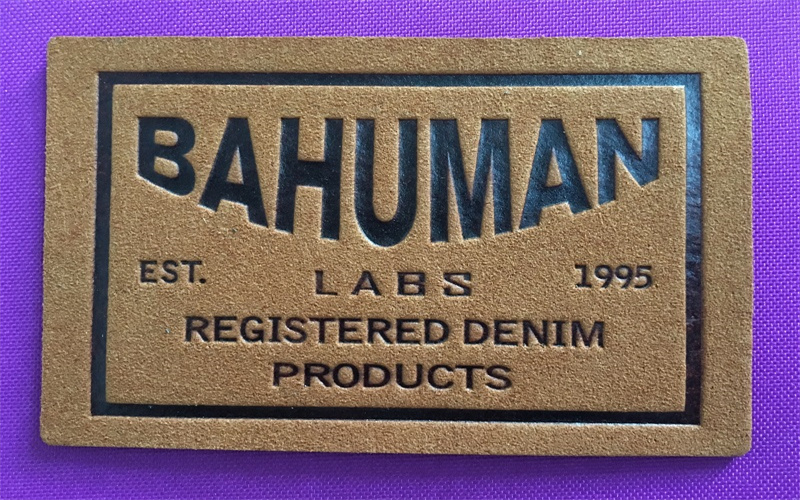 BAHUMAN
EST. LABS 1995
REGISTERED DENIM
PRODUCTS